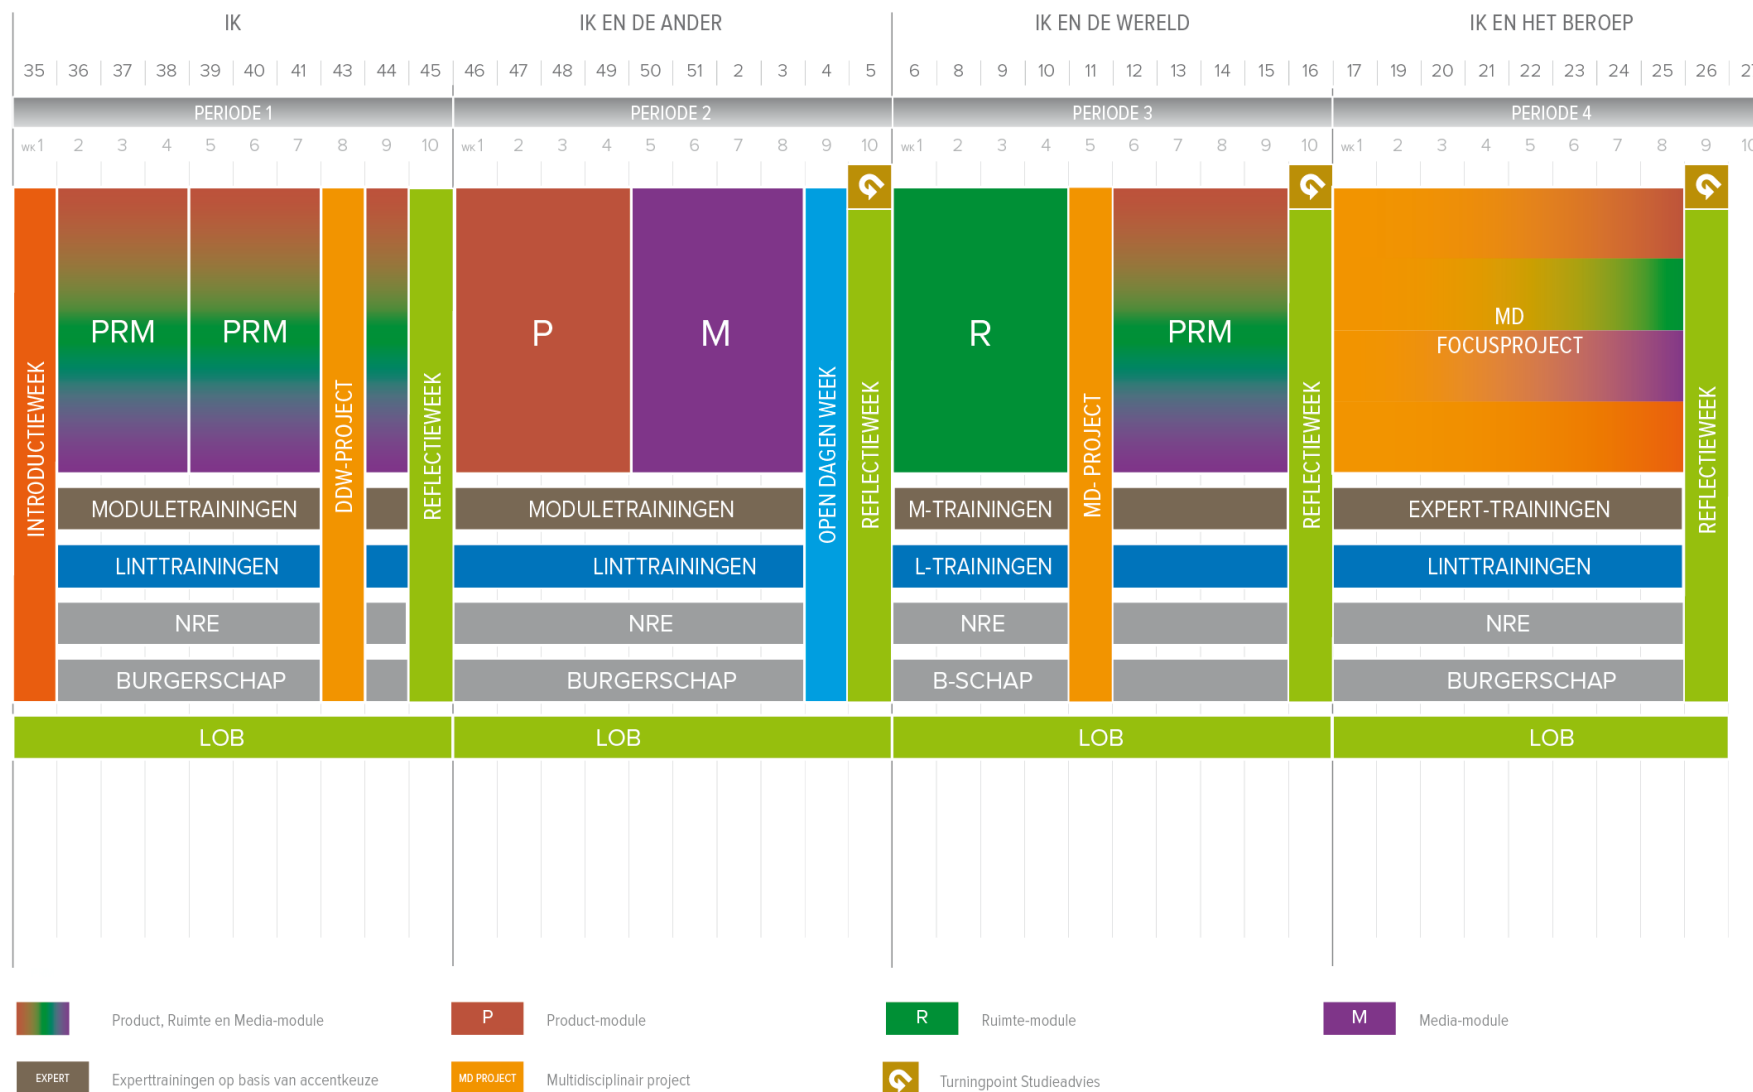 IK
IK EN DE ANDER
IK EN DE WERELD
IK EN HET BEROEP
35 36 37 38 39 40 41 43 44 45 46 47 48 49 50 51 2 3 4 5 6 8 9 10 11 12 13 14 15 16 17 19 20 21 22 23 24 25 26 27
PERIODE 1
PERIODE 2
PERIODE 3
PERIODE 4
WK 1 2 3 4 5 6 7 8 9 10 WK 1 2 3 4 5 6 7 8 9 10 WK 1 2 3 4 5 6 7 8 9 10 WK 1 2 3 4 5 6 7 8 9 10
INTRODUCTIEWEEK
PRM
PRM
DDW-PROJECT
REFLECTIEWEEK
P
M
OPEN DAGEN WEEK
REFLECTIEWEEK
R
MD- PROJECT
PRM
REFLECTIEWEEK
MD
FOCUSPROJECT
REFLECTIEWEEK
MODULETRAININGEN
MODULETRAININGEN
M-TRAININGEN
EXPERT-TRAININGEN
LINTTRAININGEN
LINTTRAININGEN
L-TRAININGEN
LINTTRAININGEN
NRE
NRE
NRE
NRE
BURGERSCHAP
BURGERSCHAP
B-SCHAP
BURGERSCHAP
LOB
LOB
LOB
LOB
Product, Ruimte en Media-module
P
Product-module
R
Ruimte-module
M
Media-module
EXPERT
Experttrainingen op basis van accentkeuze
MD PROJECT
Multidisciplinair project
Turningpoint Studieadvies